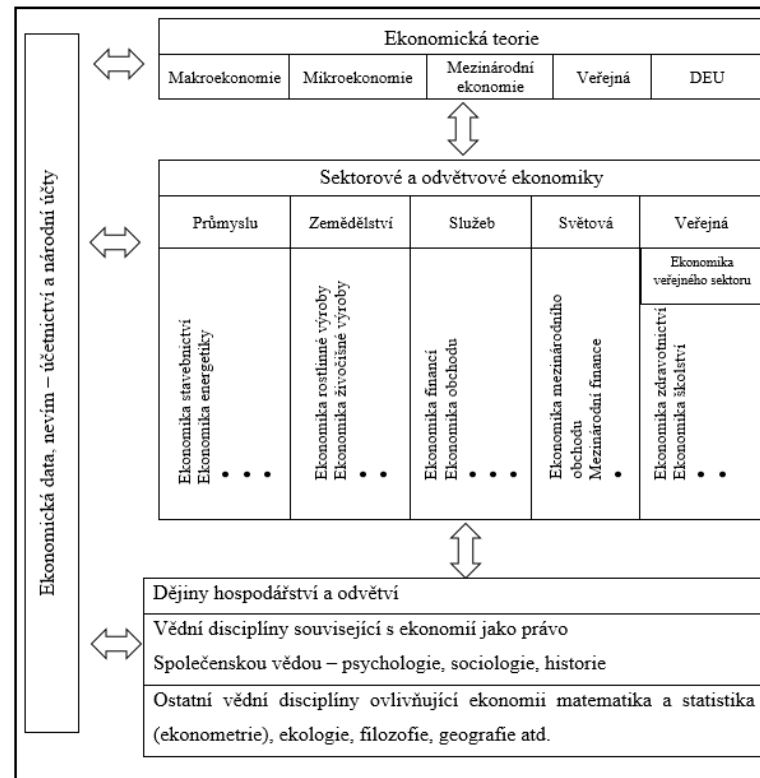 Ekonomická data, nevím – účetnictví a národní účty
Ekonomická teorie
Makroekonomie
Mikroekonomie
Mezinárodní
ekonomie
Veřejná
DEU
Sektorové a odvětvové ekonomiky
Průmyslu
Zemědělství
Služeb
Světová
Veřejná
Ekonomika stavebnictví
Ekonomika energetiky
Ekonomika rostlinné výroby
Ekonomika živočišné výroby
Ekonomika financí
Ekonomika obchodu
Ekonomika mezinárodního
obchodu
Mezinárodní finance
Ekonomika
veřejného sektoru
Ekonomika zdravotnictví
Ekonomika školství
Dějiny hospodářství a odvětví
Vědní disciplíny související s ekonomií jako právo
Společenskou vědou – psychologie, sociologie, historie
Ostatní vědní disciplíny ovlivňující ekonomii matematika a statistika
(ekonometrie), ekologie, filozofie, geografie atd.